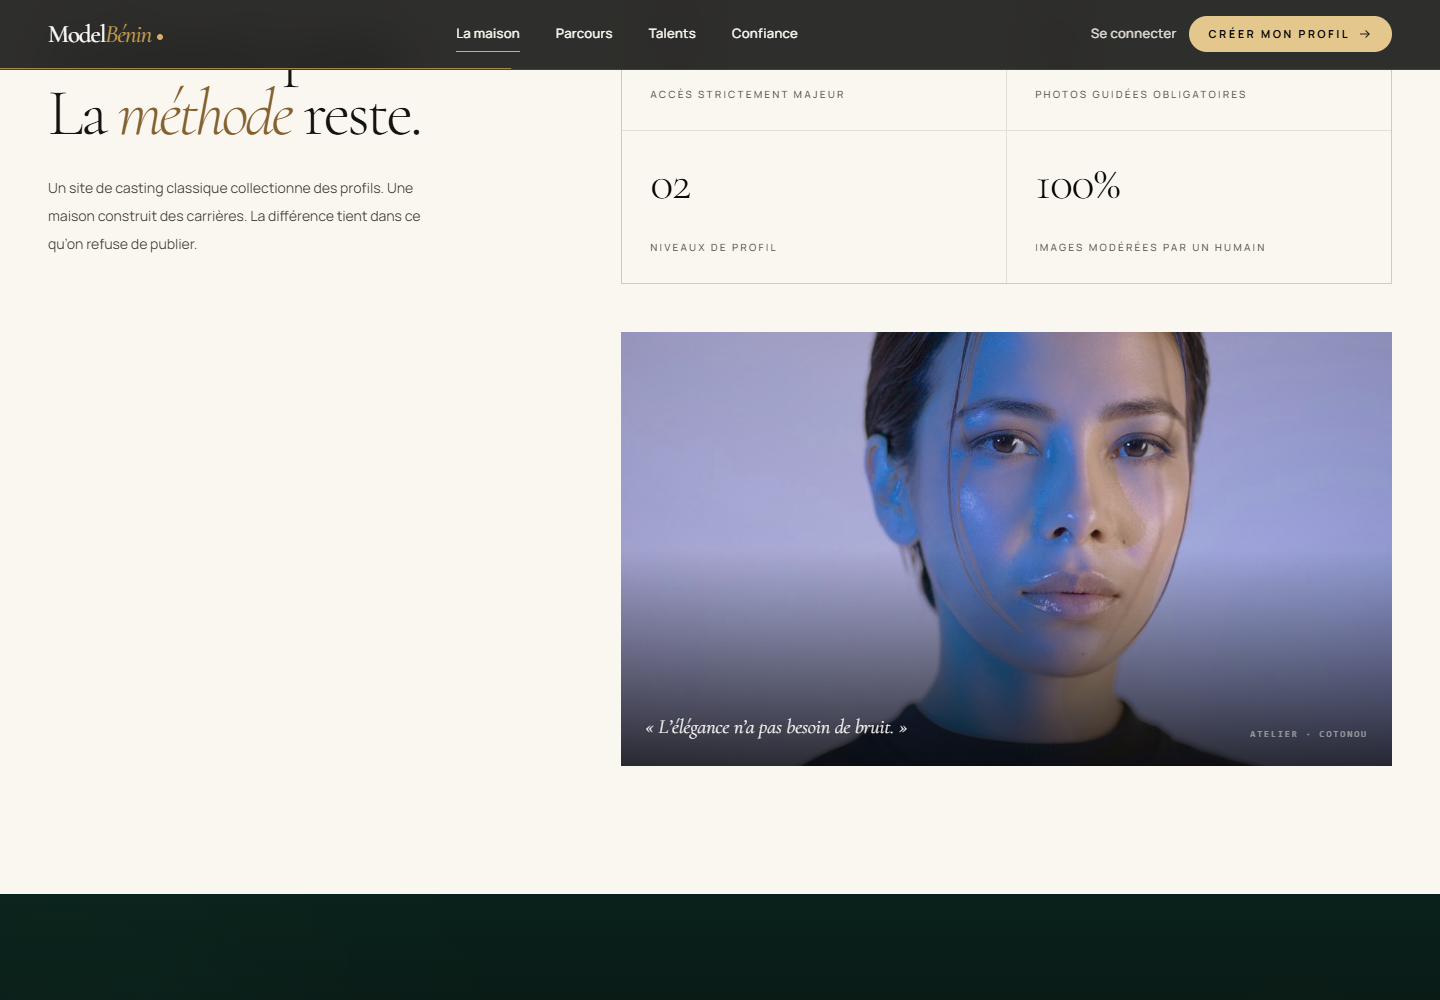 ModelBénin
La maison
Parcours
Talents
Confiance
Se connecter
CRÉER MON PROFIL →
La méthode reste.
Un site de casting classique collectionne des profils. Une
maison construit des carrières. La différence tient dans ce
qu'on refuse de publier.
ACCÈS STRICTEMENT MAJEUR
PHOTOS GUIDÉES OBLIGATOIRES
02
NIVEAUX DE PROFIL
100%
IMAGES MODÉRÉES PAR UN HUMAIN
« L'élégance n'a pas besoin de bruit. »
ATELIER · COTONOU